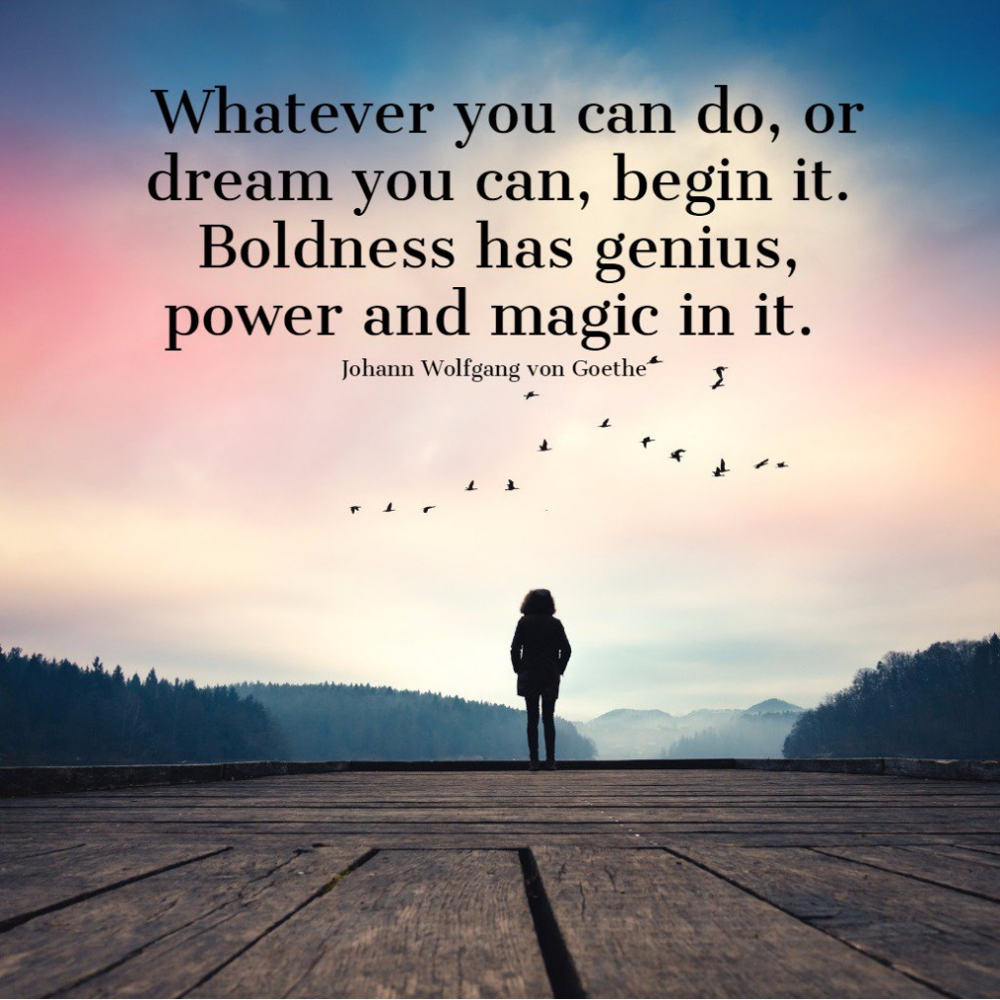 Whatever you can do, or
dream you can, begin it.
Boldness has genius,
power and magic in it.
Johann Wolfgang von Goethe